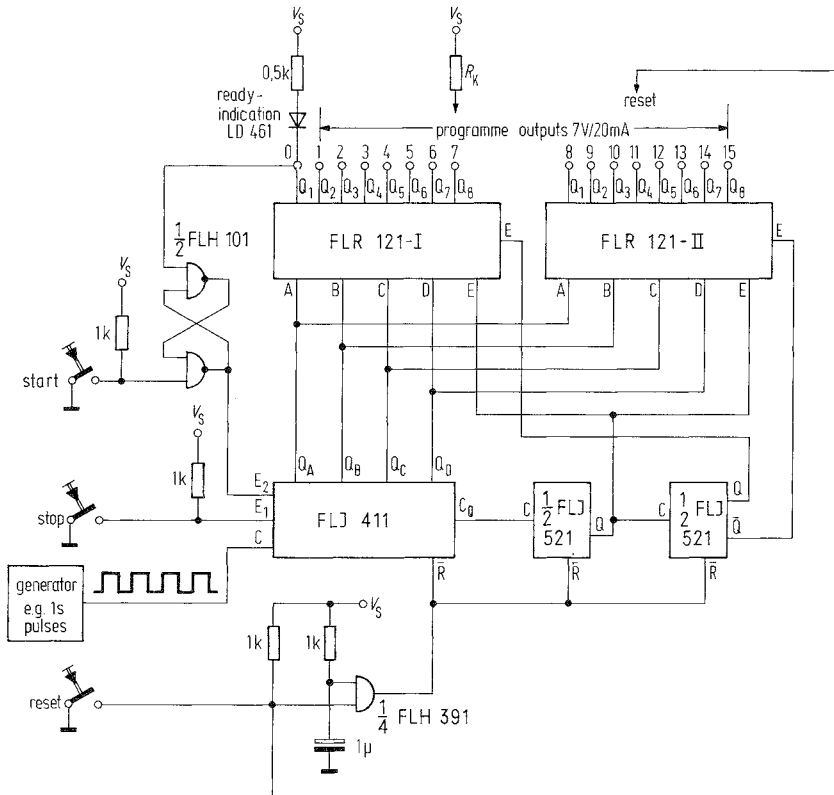 V_S V_S
0,5k R_K
ready-
indication
LD 461
reset
programme outputs 7V/20mA
0 1 2 3 4 5 6 7 8 9 10 11 12 13 14 15
Q1 Q2 Q3 Q4 Q5 Q6 Q7 Q8 Q1 Q2 Q3 Q4 Q5 Q6 Q7 Q8
1/2 FLH 101
FLR 121-I E FLR 121-II E
A B C D E A B C D E
V_S
1k
start
V_S
1k
Q_A Q_B Q_C Q_D
E2
stop E1 FLJ 411 C_Q C 1/2 FLJ 521 Q C 1/2 FLJ 521 Q Q̅
C R̅ R̅ R̅
generator
e.g. 1s
pulses
V_S
1k 1k
reset
1/4 FLH 391
1µ